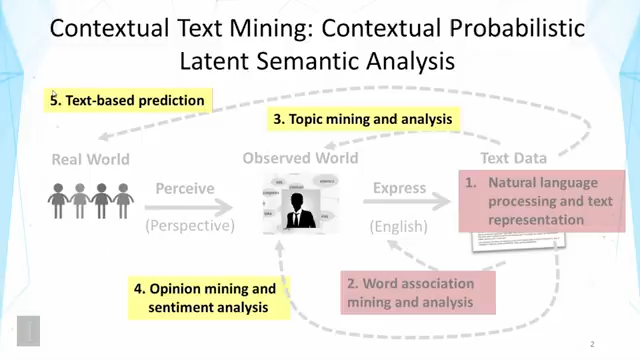 Contextual Text Mining: Contextual Probabilistic
Latent Semantic Analysis
5. Text-based prediction
3. Topic mining and analysis
Real World
Observed World
Text Data
Perceive
(Perspective)
Express
(English)
1. Natural language
processing and text
representation
4. Opinion mining and
sentiment analysis
2. Word association
mining and analysis
2